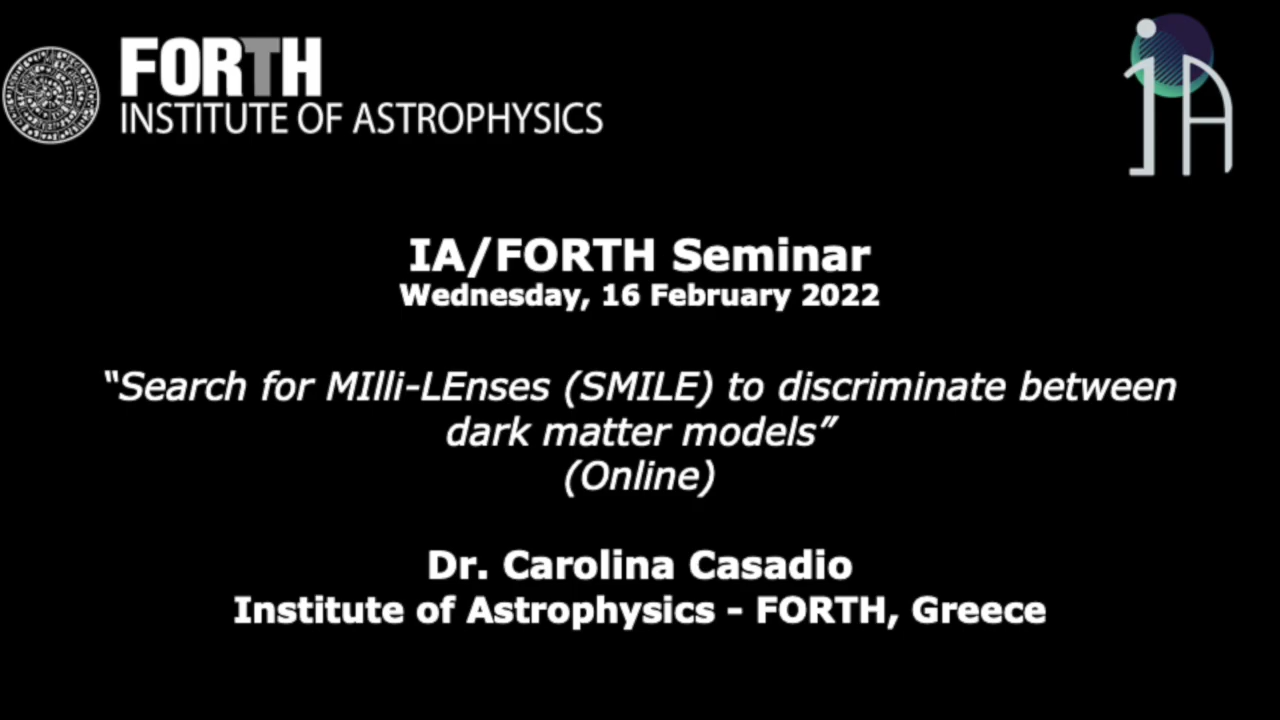 FORTH
INSTITUTE OF ASTROPHYSICS
iA
IA/FORTH Seminar
Wednesday, 16 February 2022
“Search for MIlli-LEnses (SMILE) to discriminate between
dark matter models”
(Online)
Dr. Carolina Casadio
Institute of Astrophysics - FORTH, Greece